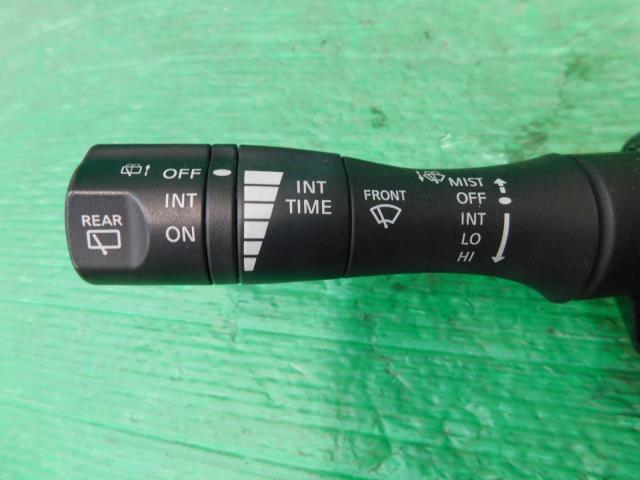 REAR
OFF
INT
ON
INT
TIME
FRONT
MIST
OFF
INT
LO
HI